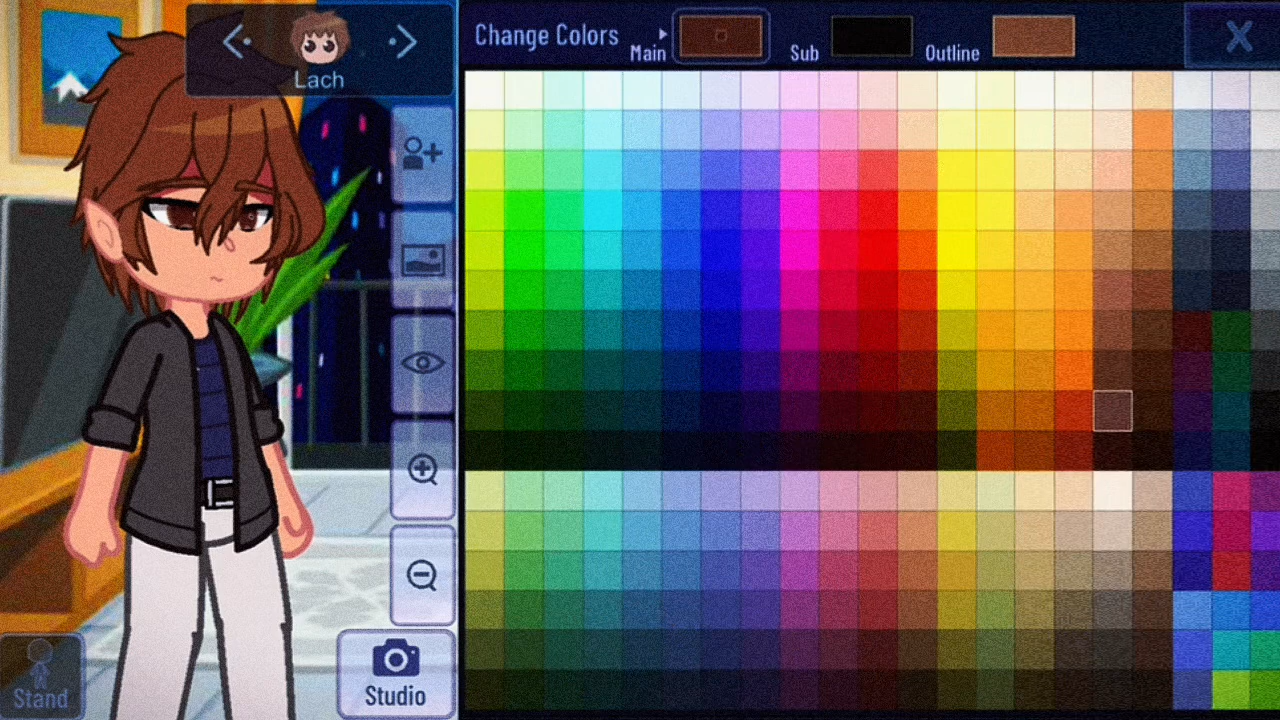 Lach
Change Colors
Main
Sub
Outline
Stand
Studio